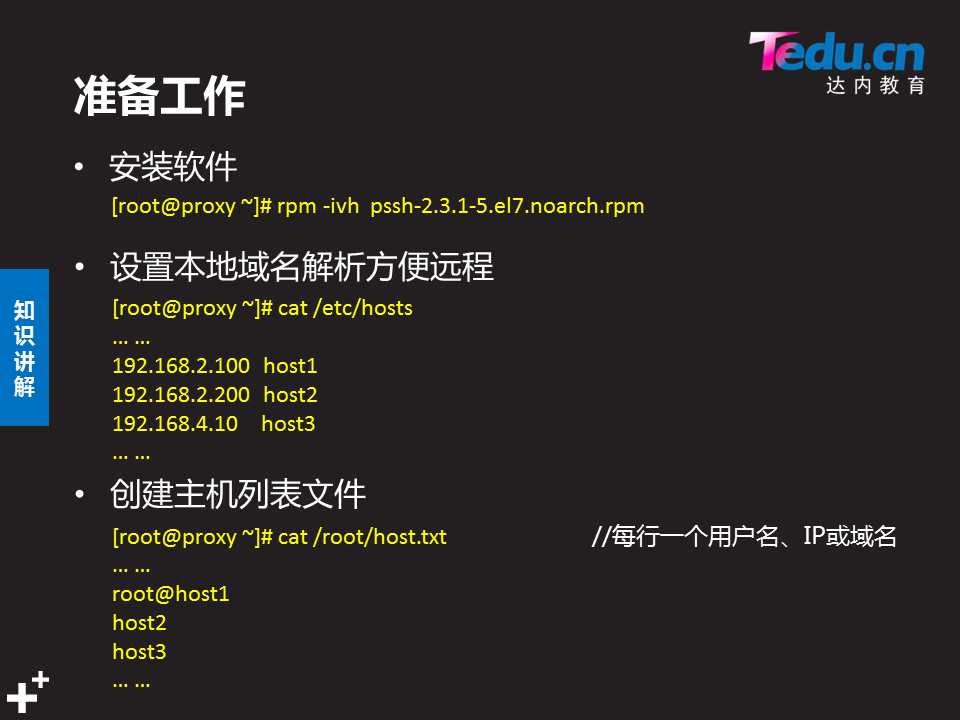 Tedu.cn
达内教育
准备工作
• 安装软件
[root@proxy ~]# rpm -ivh pssh-2.3.1-5.el7.noarch.rpm
• 设置本地域名解析方便远程
[root@proxy ~]# cat /etc/hosts
... ...
192.168.2.100 host1
192.168.2.200 host2
192.168.4.10 host3
... ...
• 创建主机列表文件
[root@proxy ~]# cat /root/host.txt //每行一个用户名、IP或域名
... ...
root@host1
host2
host3
... ...
知识讲解